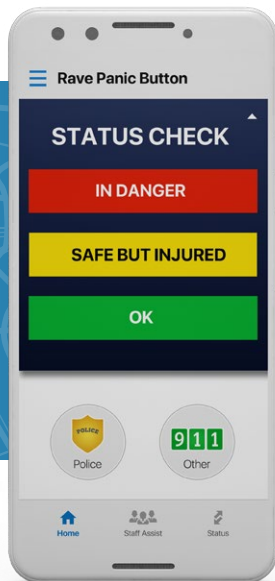 Rave Panic Button
STATUS CHECK
IN DANGER
SAFE BUT INJURED
OK
POLICE
911
Police
Other
Home
Staff Assist
Status